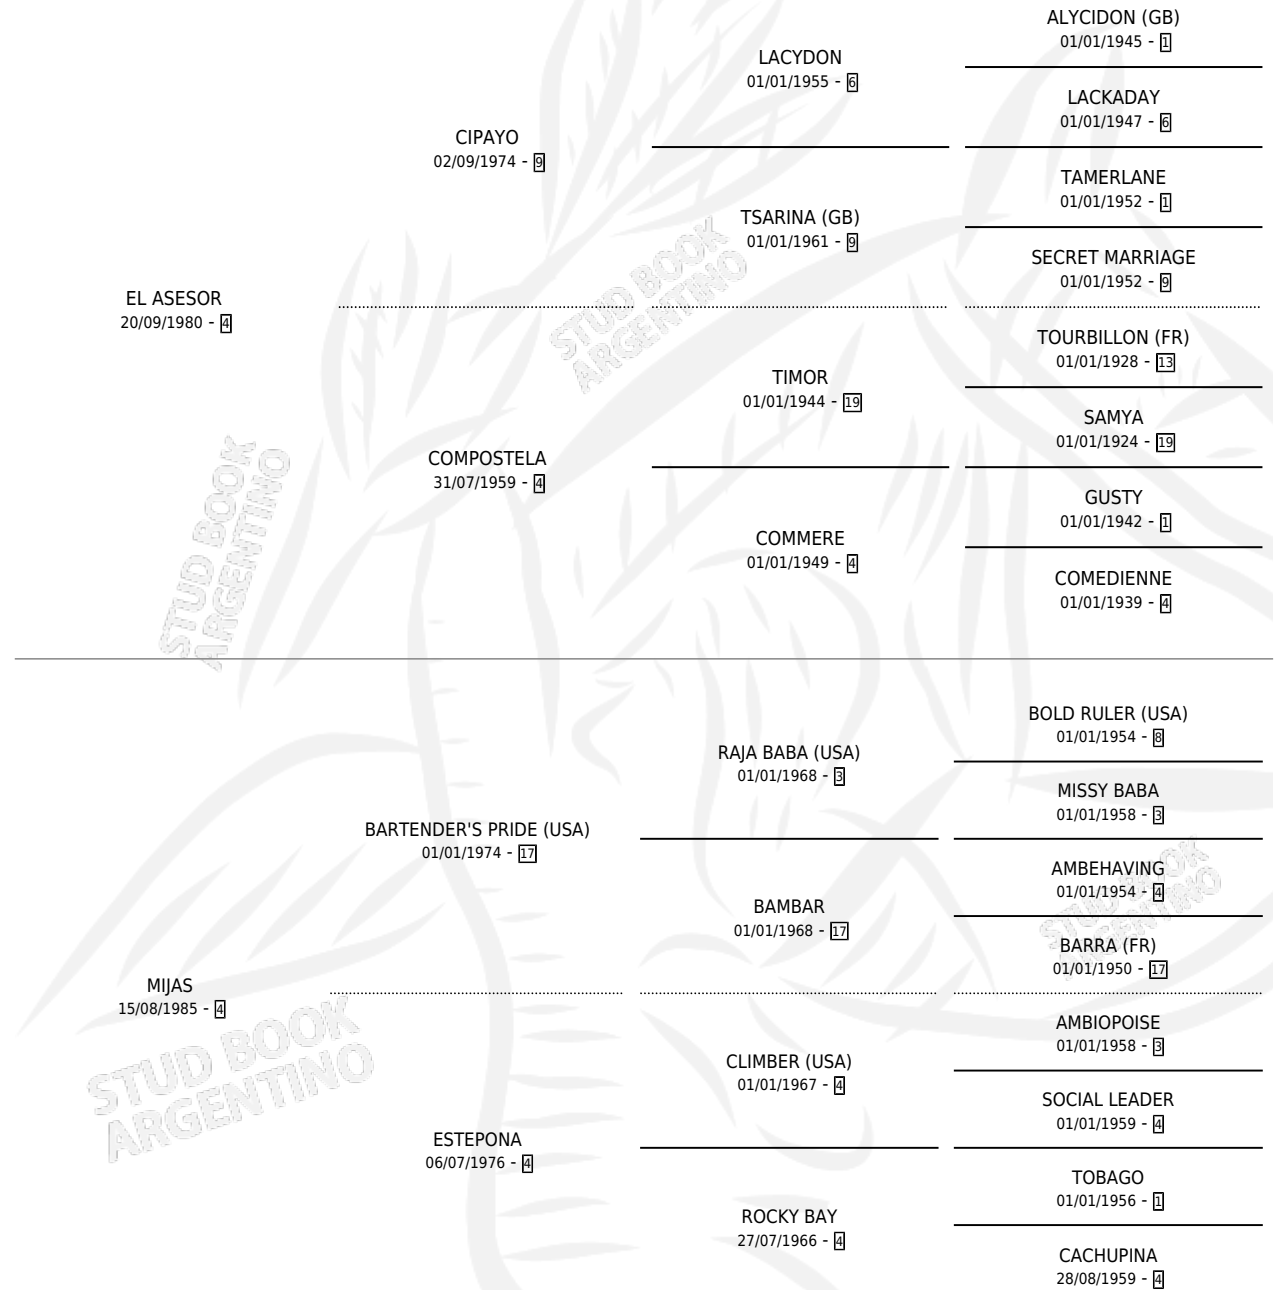 ALYCIDON (GB)
01/01/1945 - 1
LACYDON
01/01/1955 - 6
LACKADAY
01/01/1947 - 6
CIPAYO
02/09/1974 - 9
TAMERLANE
01/01/1952 - 1
TSARINA (GB)
01/01/1961 - 9
SECRET MARRIAGE
01/01/1952 - 9
EL ASESOR
20/09/1980 - 4
STUD BOOK
ARGENTINO
TOURBILLON (FR)
01/01/1928 - 13
TIMOR
01/01/1944 - 19
SAMYA
01/01/1924 - 19
COMPOSTELA
31/07/1959 - 4
GUSTY
01/01/1942 - 1
COMMERE
01/01/1949 - 4
COMEDIENNE
01/01/1939 - 4
STUD BOOK
ARGENTINO
BOLD RULER (USA)
01/01/1954 - 8
RAJA BABA (USA)
01/01/1968 - 3
MISSY BABA
01/01/1958 - 3
BARTENDER'S PRIDE (USA)
01/01/1974 - 17
AMBEHAVING
01/01/1954 - 4
BAMBAR
01/01/1968 - 17
BARRA (FR)
01/01/1950 - 17
STUD BOOK
ARGENTINO
MIJAS
15/08/1985 - 4
STUD BOOK
ARGENTINO
AMBIOPOISE
01/01/1958 - 3
CLIMBER (USA)
01/01/1967 - 4
SOCIAL LEADER
01/01/1959 - 4
ESTEPONA
06/07/1976 - 4
TOBAGO
01/01/1956 - 1
ROCKY BAY
27/07/1966 - 4
CACHUPINA
28/08/1959 - 4